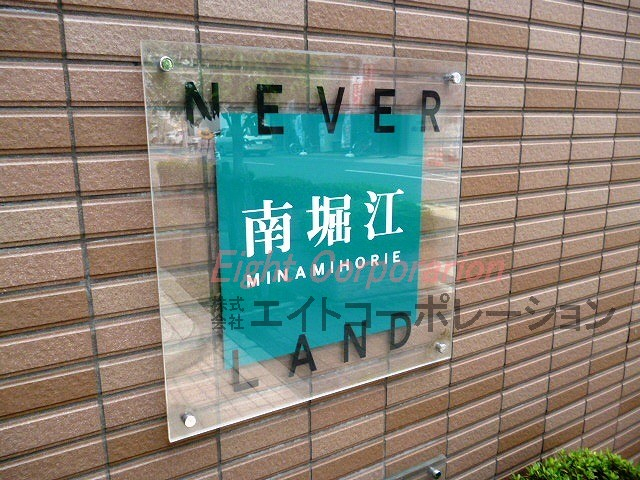 NEVER
南堀江
MINAMIHORIE
Eight Corporarion
株式会社エイトコーポレーション
LAND